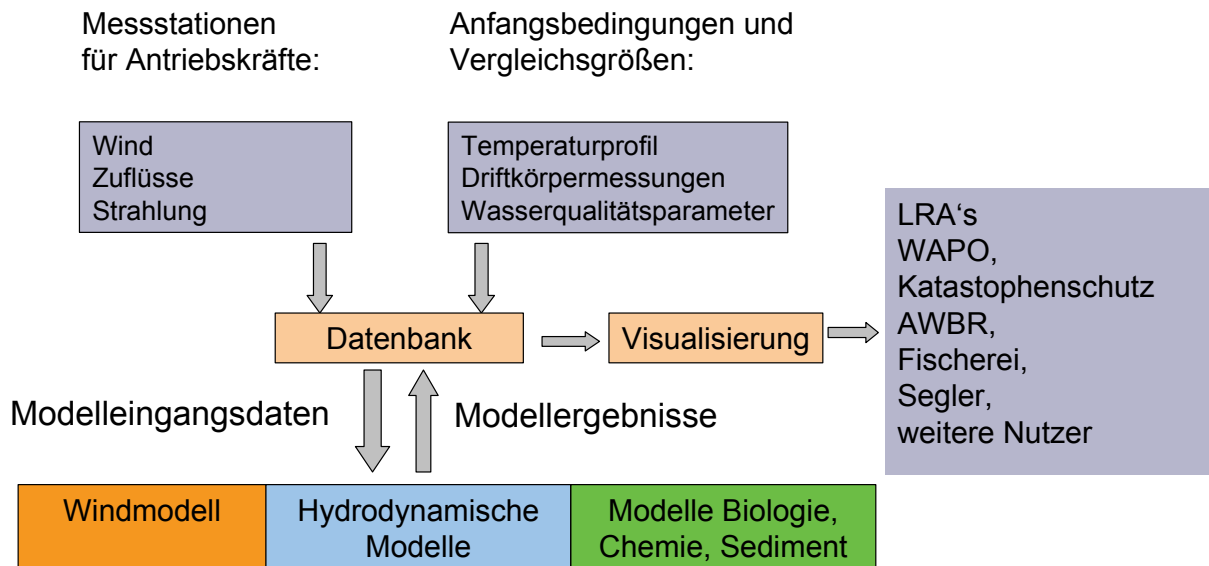 Messstationen
für Antriebskräfte:
Anfangsbedingungen und
Vergleichsgrößen:
Wind
Zuflüsse
Strahlung
Temperaturprofil
Driftkörpermessungen
Wasserqualitätsparameter
LRA‘s
WAPO,
Katastophenschutz
AWBR,
Fischerei,
Segler,
weitere Nutzer
Datenbank
Visualisierung
Modelleingangsdaten
Modellergebnisse
Windmodell
Hydrodynamische
Modelle
Modelle Biologie,
Chemie, Sediment